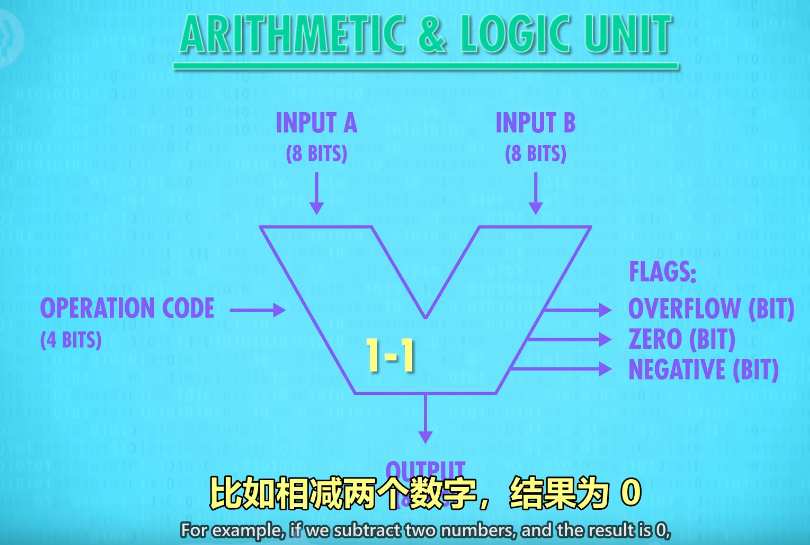 ARITHMETIC & LOGIC UNIT
INPUT A
(8 BITS)
INPUT B
(8 BITS)
FLAGS:
OPERATION CODE
(4 BITS)
OVERFLOW (BIT)
ZERO (BIT)
NEGATIVE (BIT)
1-1
OUTPUT
比如相减两个数字，结果为 0
For example, if we subtract two numbers, and the result is 0,